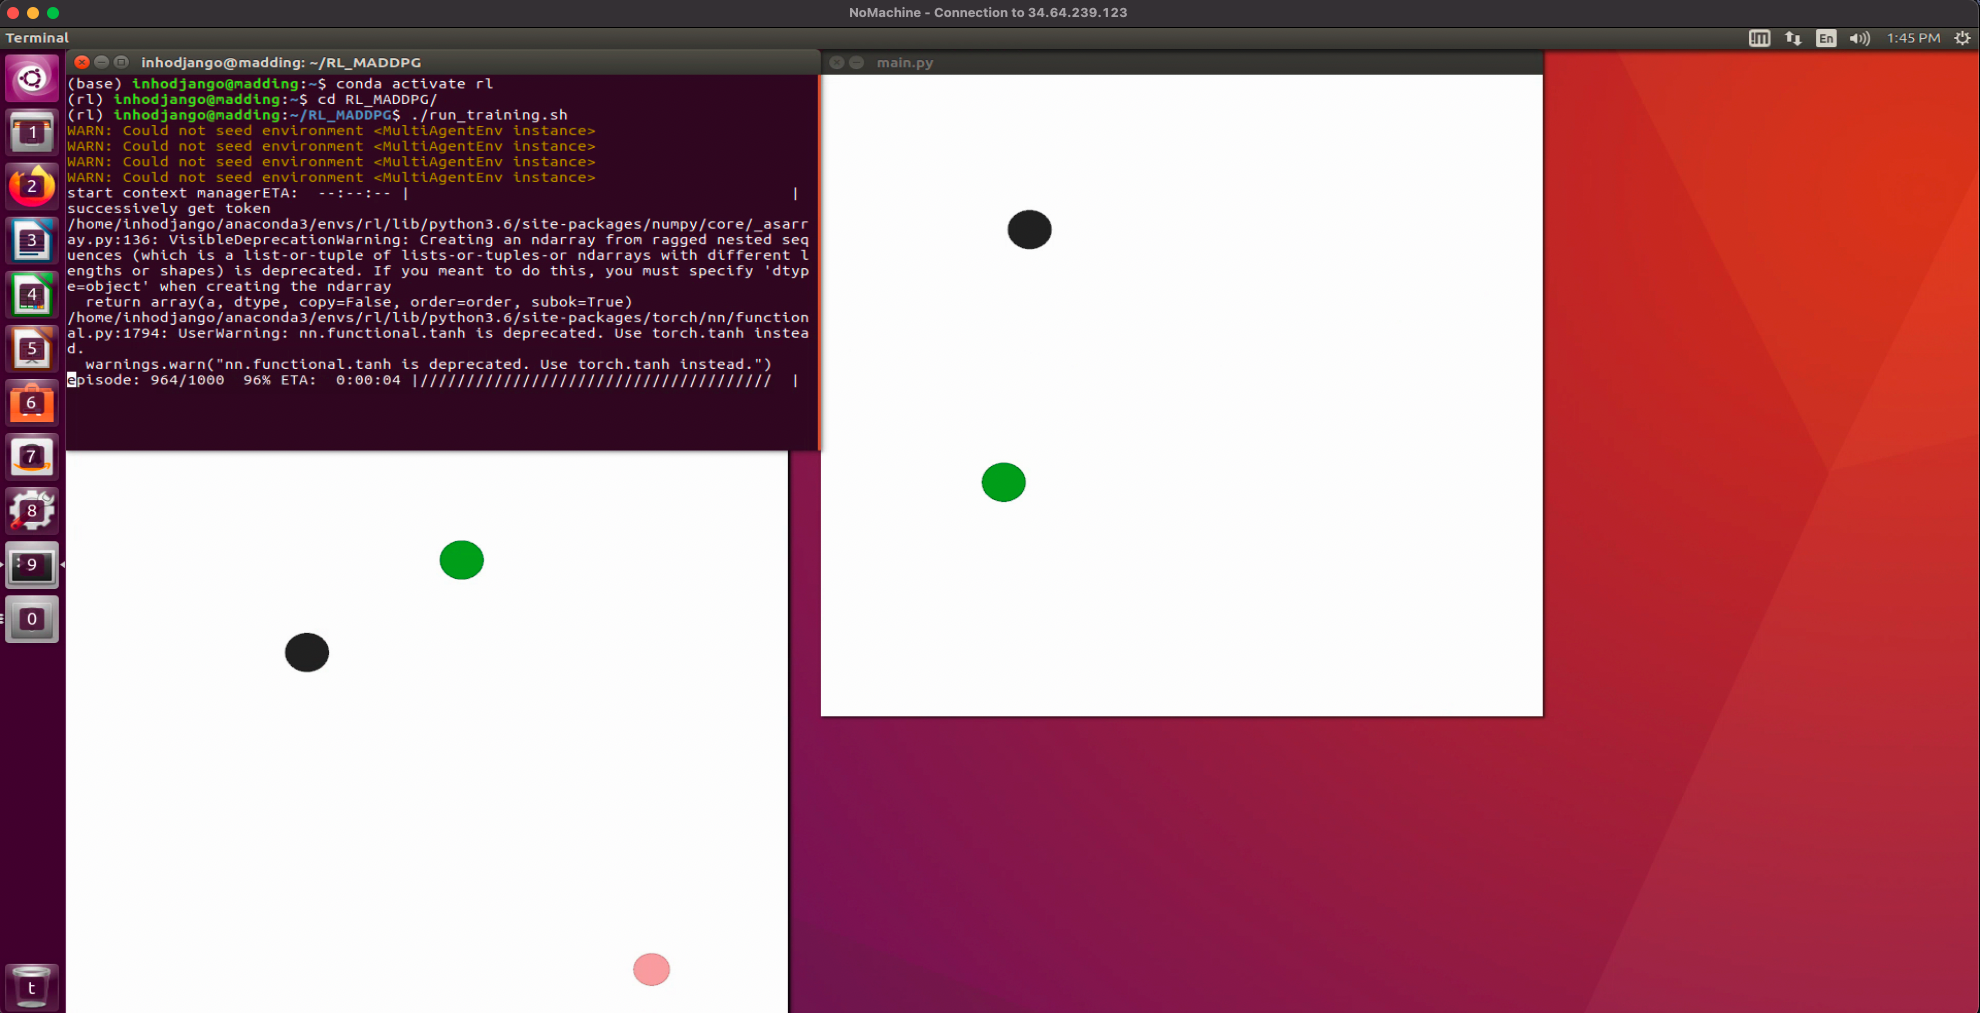 NoMachine - Connection to 34.64.239.123
Terminal
!m En 1:45 PM
inhodjango@madding: ~/RL_MADDPG
main.py
(base) inhodjango@madding:~$ conda activate rl
(rl) inhodjango@madding:~$ cd RL_MADDPG/
(rl) inhodjango@madding:~/RL_MADDPG$ ./run_training.sh
WARN: Could not seed environment <MultiAgentEnv instance>
WARN: Could not seed environment <MultiAgentEnv instance>
WARN: Could not seed environment <MultiAgentEnv instance>
WARN: Could not seed environment <MultiAgentEnv instance>
start context managerETA:  --:--:-- |                                         |
successively get token
/home/inhodjango/anaconda3/envs/rl/lib/python3.6/site-packages/numpy/core/_asarr
ay.py:136: VisibleDeprecationWarning: Creating an ndarray from ragged nested seq
uences (which is a list-or-tuple of lists-or-tuples-or ndarrays with different l
engths or shapes) is deprecated. If you meant to do this, you must specify 'dtyp
e=object' when creating the ndarray
  return array(a, dtype, copy=False, order=order, subok=True)
/home/inhodjango/anaconda3/envs/rl/lib/python3.6/site-packages/torch/nn/function
al.py:1794: UserWarning: nn.functional.tanh is deprecated. Use torch.tanh instea
d.
  warnings.warn("nn.functional.tanh is deprecated. Use torch.tanh instead.")
episode: 964/1000  96% ETA:  0:00:04 |//////////////////////////////////////  |
1
2
3
4
5
6
7
8
9
0
t